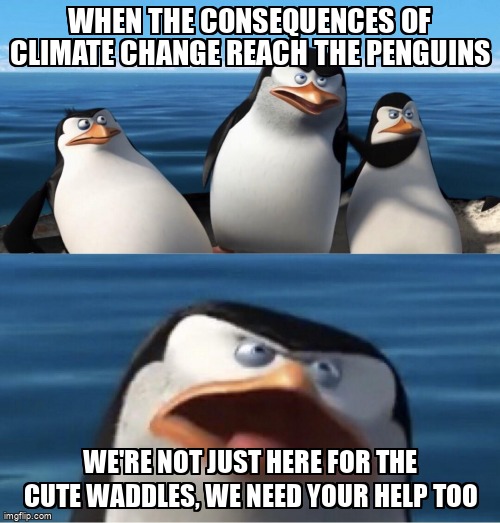 WHEN THE CONSEQUENCES OF
CLIMATE CHANGE REACH THE PENGUINS
WE'RE NOT JUST HERE FOR THE
CUTE WADDLES, WE NEED YOUR HELP TOO
imgflip.com